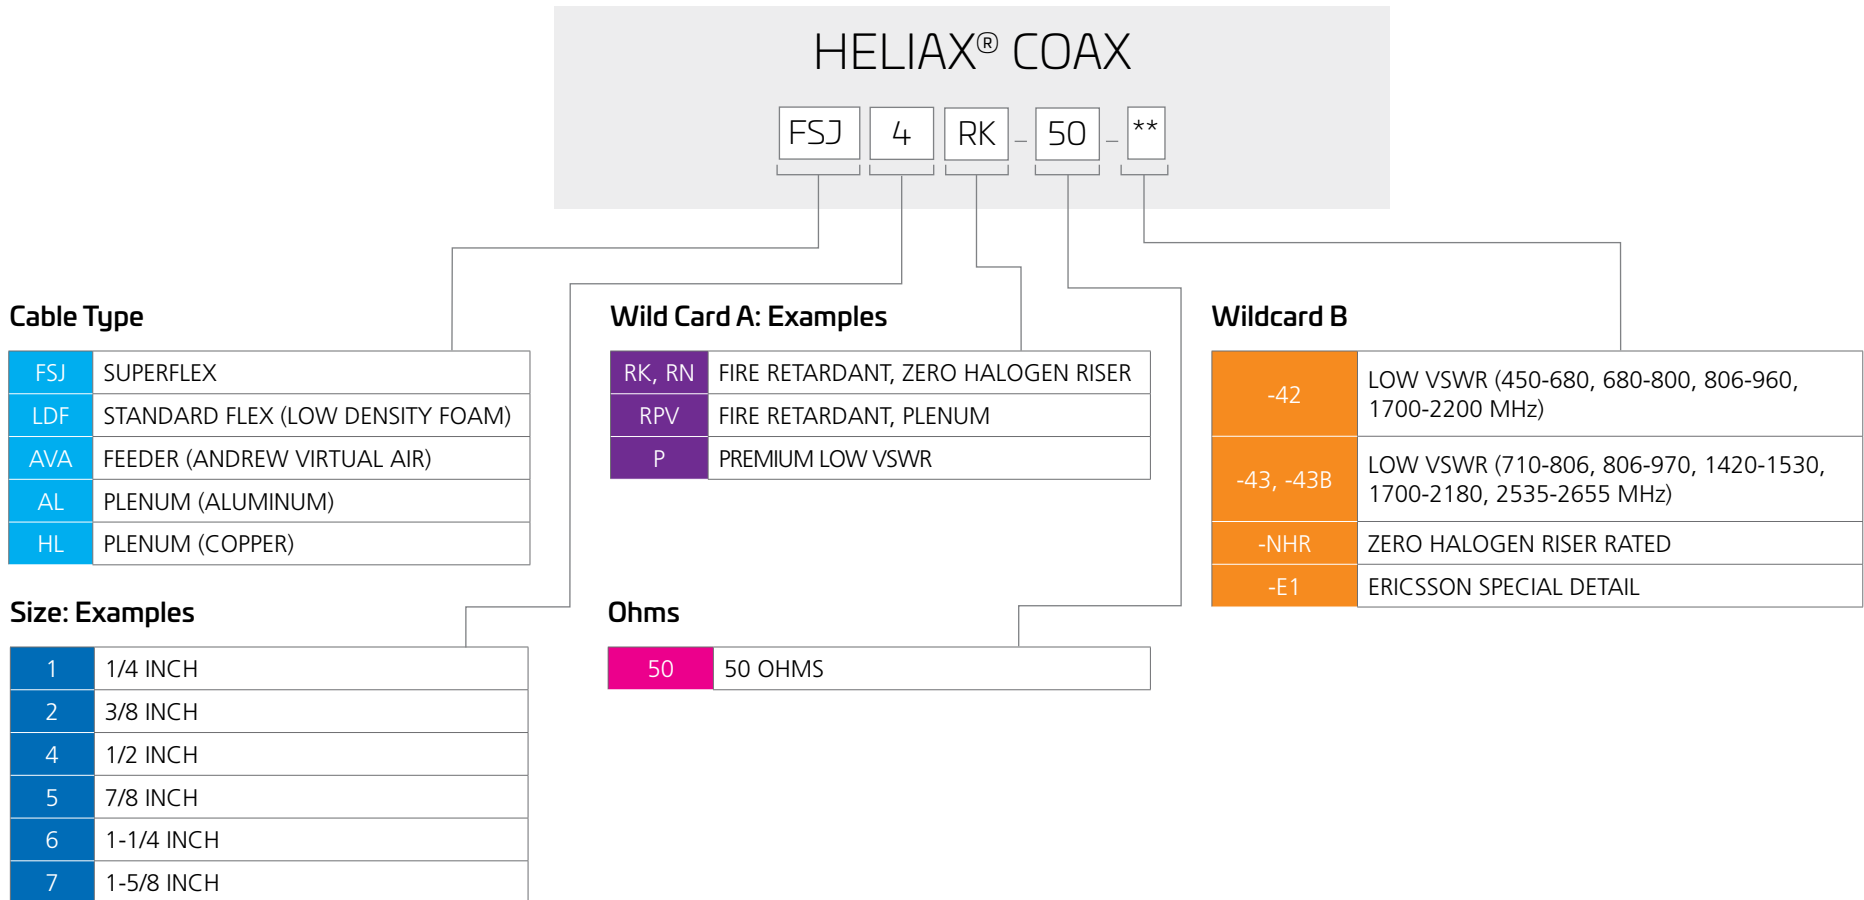 HELIAX® COAX
FSJ 4 RK - 50 - **
Cable Type
FSJ SUPERFLEX
LDF STANDARD FLEX (LOW DENSITY FOAM)
AVA FEEDER (ANDREW VIRTUAL AIR)
AL PLENUM (ALUMINUM)
HL PLENUM (COPPER)
Size: Examples
1 1/4 INCH
2 3/8 INCH
4 1/2 INCH
5 7/8 INCH
6 1-1/4 INCH
7 1-5/8 INCH
Wild Card A: Examples
RK, RN FIRE RETARDANT, ZERO HALOGEN RISER
RPV FIRE RETARDANT, PLENUM
P PREMIUM LOW VSWR
Ohms
50 50 OHMS
Wildcard B
-42 LOW VSWR (450-680, 680-800, 806-960,
1700-2200 MHz)
-43, -43B LOW VSWR (710-806, 806-970, 1420-1530,
1700-2180, 2535-2655 MHz)
-NHR ZERO HALOGEN RISER RATED
-E1 ERICSSON SPECIAL DETAIL